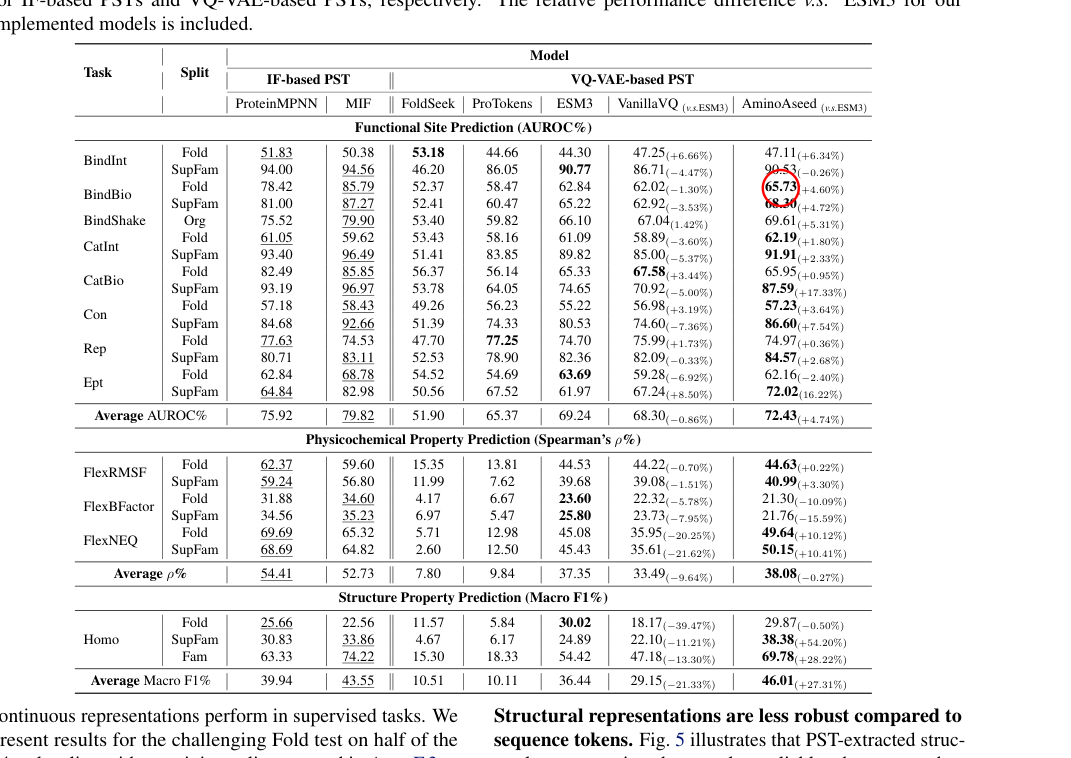 or IF-based PSTs and VQ-VAE-based PSTs, respectively. The relative performance difference v.s. ESM3 for our
mplemented models is included.
Task Split Model
IF-based PST VQ-VAE-based PST
ProteinMPNN MIF FoldSeek ProTokens ESM3 VanillaVQ (v.s.ESM3) AminoAseed (v.s.ESM3)
Functional Site Prediction (AUROC%)
BindInt Fold 51.83 50.38 53.18 44.66 44.30 47.25(+6.66%) 47.11(+6.34%)
SupFam 94.00 94.56 46.20 86.05 90.77 86.71(−4.47%) 90.53(−0.26%)
BindBio Fold 78.42 85.79 52.37 58.47 62.84 62.02(−1.30%) 65.73(+4.60%)
SupFam 81.00 87.27 52.41 60.47 65.22 62.92(−3.53%) 68.30(+4.72%)
BindShake Org 75.52 79.90 53.40 59.82 66.10 67.04(1.42%) 69.61(+5.31%)
CatInt Fold 61.05 59.62 53.43 58.16 61.09 58.89(−3.60%) 62.19(+1.80%)
SupFam 93.40 96.49 51.41 83.85 89.82 85.00(−5.37%) 91.91(+2.33%)
CatBio Fold 82.49 85.85 56.37 56.14 65.33 67.58(+3.44%) 65.95(+0.95%)
SupFam 93.19 96.97 53.78 64.05 74.65 70.92(−5.00%) 87.59(+17.33%)
Con Fold 57.18 58.43 49.26 56.23 55.22 56.98(+3.19%) 57.23(+3.64%)
SupFam 84.68 92.66 51.39 74.33 80.53 74.60(−7.36%) 86.60(+7.54%)
Rep Fold 77.63 74.53 47.70 77.25 74.70 75.99(+1.73%) 74.97(+0.36%)
SupFam 80.71 83.11 52.53 78.90 82.36 82.09(−0.33%) 84.57(+2.68%)
Ept Fold 62.84 68.78 54.52 54.69 63.69 59.28(−6.92%) 62.16(−2.40%)
SupFam 64.84 82.98 50.56 67.52 61.97 67.24(+8.50%) 72.02(16.22%)
Average AUROC% 75.92 79.82 51.90 65.37 69.24 68.30(−0.86%) 72.43(+4.74%)
Physicochemical Property Prediction (Spearman's ρ%)
FlexRMSF Fold 62.37 59.60 15.35 13.81 44.53 44.22(−0.70%) 44.63(+0.22%)
SupFam 59.24 56.80 11.99 7.62 39.68 39.08(−1.51%) 40.99(+3.30%)
FlexBFactor Fold 31.88 34.60 4.17 6.67 23.60 22.32(−5.78%) 21.30(−10.09%)
SupFam 34.56 35.23 6.97 5.47 25.80 23.73(−7.95%) 21.76(−15.59%)
FlexNEQ Fold 69.69 65.32 5.71 12.98 45.08 35.95(−20.25%) 49.64(+10.12%)
SupFam 68.69 64.82 2.60 12.50 45.43 35.61(−21.62%) 50.15(+10.41%)
Average ρ% 54.41 52.73 7.80 9.84 37.35 33.49(−9.64%) 38.08(−0.27%)
Structure Property Prediction (Macro F1%)
Homo Fold 25.66 22.56 11.57 5.84 30.02 18.17(−39.47%) 29.87(−0.50%)
SupFam 30.83 33.86 4.67 6.17 24.89 22.10(−11.21%) 38.38(+54.20%)
Fam 63.33 74.22 15.30 18.33 54.42 47.18(−13.30%) 69.78(+28.22%)
Average Macro F1% 39.94 43.55 10.51 10.11 36.44 29.15(−21.33%) 46.01(+27.31%)
ontinuous representations perform in supervised tasks. We
resent results for the challenging Fold test on half of the
Structural representations are less robust compared to
sequence tokens. Fig. 5 illustrates that PST-extracted struc-